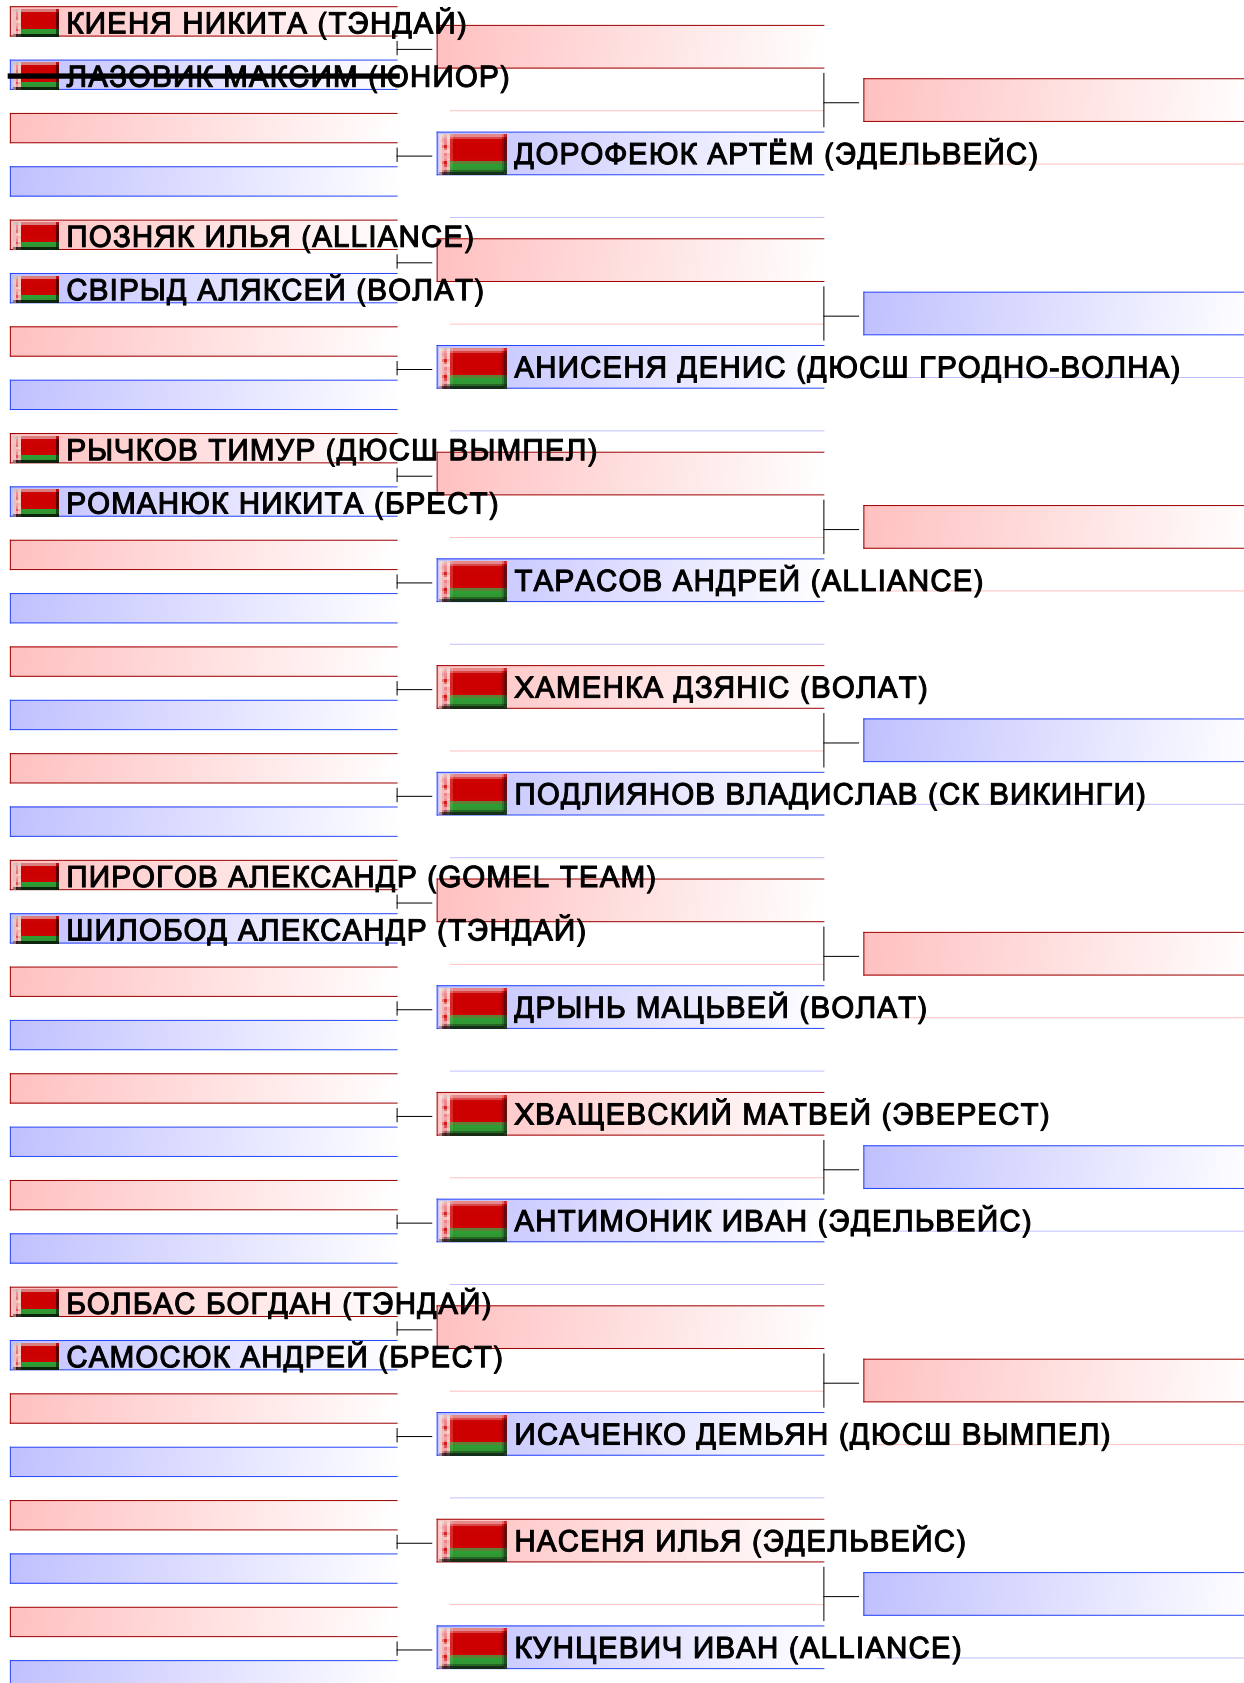 КИЕНЯ НИКИТА (ТЭНДАЙ)
ЛАЗОВИК МАКСИМ (ЮНИОР)
ДОРОФЕЮК АРТЁМ (ЭДЕЛЬВЕЙС)
ПОЗНЯК ИЛЬЯ (ALLIANCE)
СВІРЫД АЛЯКСЕЙ (ВОЛАТ)
АНИСЕНЯ ДЕНИС (ДЮСШ ГРОДНО-ВОЛНА)
РЫЧКОВ ТИМУР (ДЮСШ ВЫМПЕЛ)
РОМАНЮК НИКИТА (БРЕСТ)
ТАРАСОВ АНДРЕЙ (ALLIANCE)
ХАМЕНКА ДЗЯНІС (ВОЛАТ)
ПОДЛИЯНОВ ВЛАДИСЛАВ (СК ВИКИНГИ)
ПИРОГОВ АЛЕКСАНДР (GOMEL TEAM)
ШИЛОБОД АЛЕКСАНДР (ТЭНДАЙ)
ДРЫНЬ МАЦЬВЕЙ (ВОЛАТ)
ХВАЩЕВСКИЙ МАТВЕЙ (ЭВЕРЕСТ)
АНТИМОНИК ИВАН (ЭДЕЛЬВЕЙС)
БОЛБАС БОГДАН (ТЭНДАЙ)
САМОСЮК АНДРЕЙ (БРЕСТ)
ИСАЧЕНКО ДЕМЬЯН (ДЮСШ ВЫМПЕЛ)
НАСЕНЯ ИЛЬЯ (ЭДЕЛЬВЕЙС)
КУНЦЕВИЧ ИВАН (ALLIANCE)